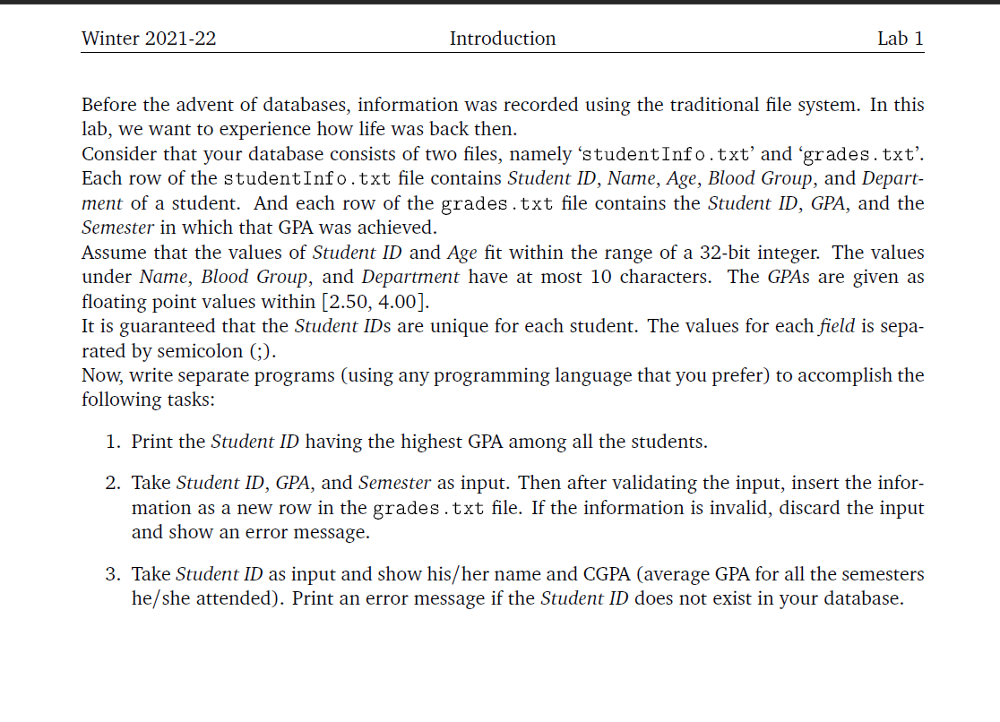 Winter 2021-22 Introduction Lab 1
Before the advent of databases, information was recorded using the traditional file system. In this
lab, we want to experience how life was back then.
Consider that your database consists of two files, namely ‘studentInfo.txt’ and ‘grades.txt’.
Each row of the studentInfo.txt file contains Student ID, Name, Age, Blood Group, and Depart-
ment of a student. And each row of the grades.txt file contains the Student ID, GPA, and the
Semester in which that GPA was achieved.
Assume that the values of Student ID and Age fit within the range of a 32-bit integer. The values
under Name, Blood Group, and Department have at most 10 characters. The GPAs are given as
floating point values within [2.50, 4.00].
It is guaranteed that the Student IDs are unique for each student. The values for each field is sepa-
rated by semicolon (;).
Now, write separate programs (using any programming language that you prefer) to accomplish the
following tasks:
1. Print the Student ID having the highest GPA among all the students.
2. Take Student ID, GPA, and Semester as input. Then after validating the input, insert the infor-
mation as a new row in the grades.txt file. If the information is invalid, discard the input
and show an error message.
3. Take Student ID as input and show his/her name and CGPA (average GPA for all the semesters
he/she attended). Print an error message if the Student ID does not exist in your database.